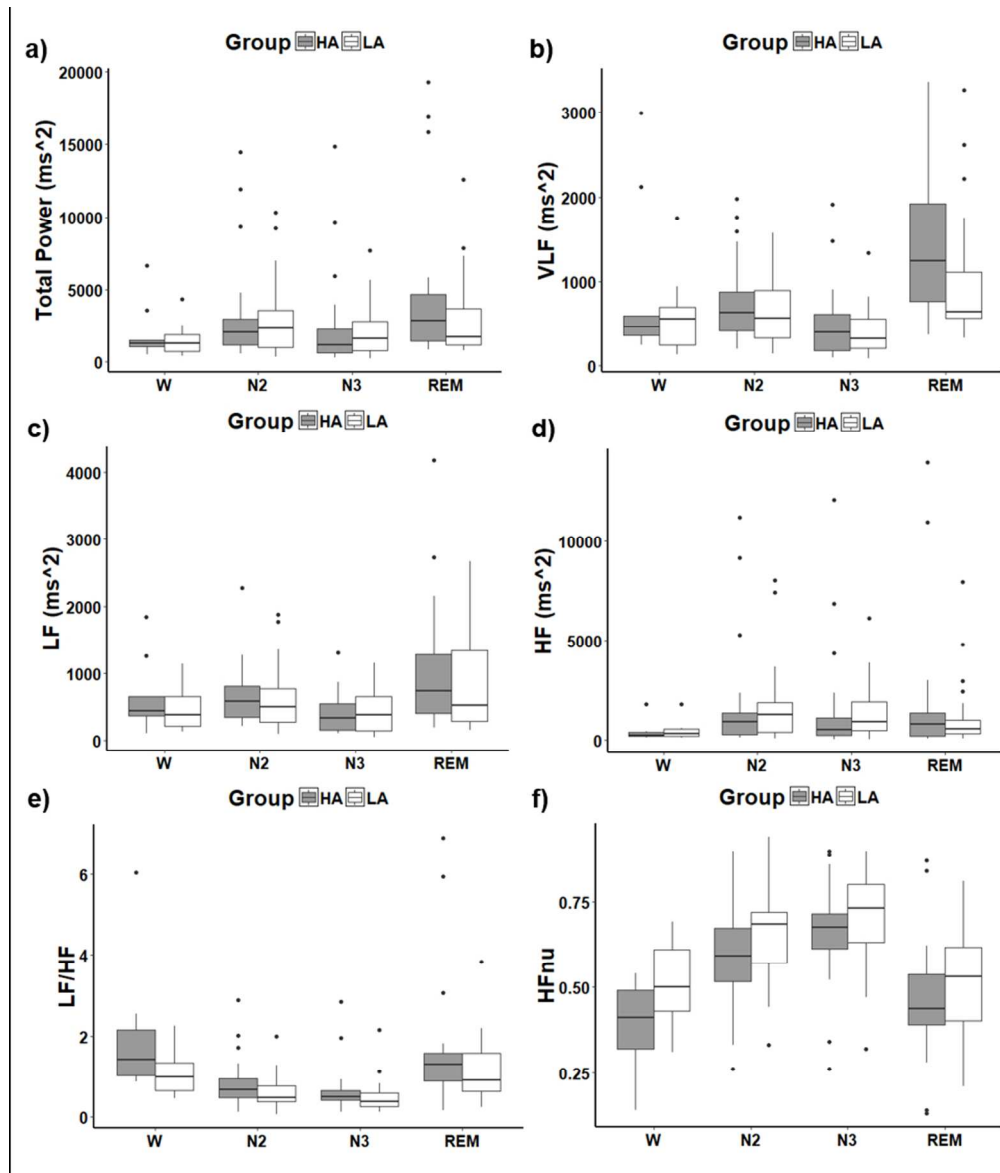 a)
Group HA LA
Total Power (ms^2)
20000
15000
10000
5000
0
W N2 N3 REM
b)
Group HA LA
VLF (ms^2)
3000
2000
1000
0
W N2 N3 REM
c)
Group HA LA
LF (ms^2)
4000
3000
2000
1000
0
W N2 N3 REM
d)
Group HA LA
HF (ms^2)
10000
5000
0
W N2 N3 REM
e)
Group HA LA
LF/HF
6
4
2
0
W N2 N3 REM
f)
Group HA LA
HFnu
0.75
0.50
0.25
W N2 N3 REM